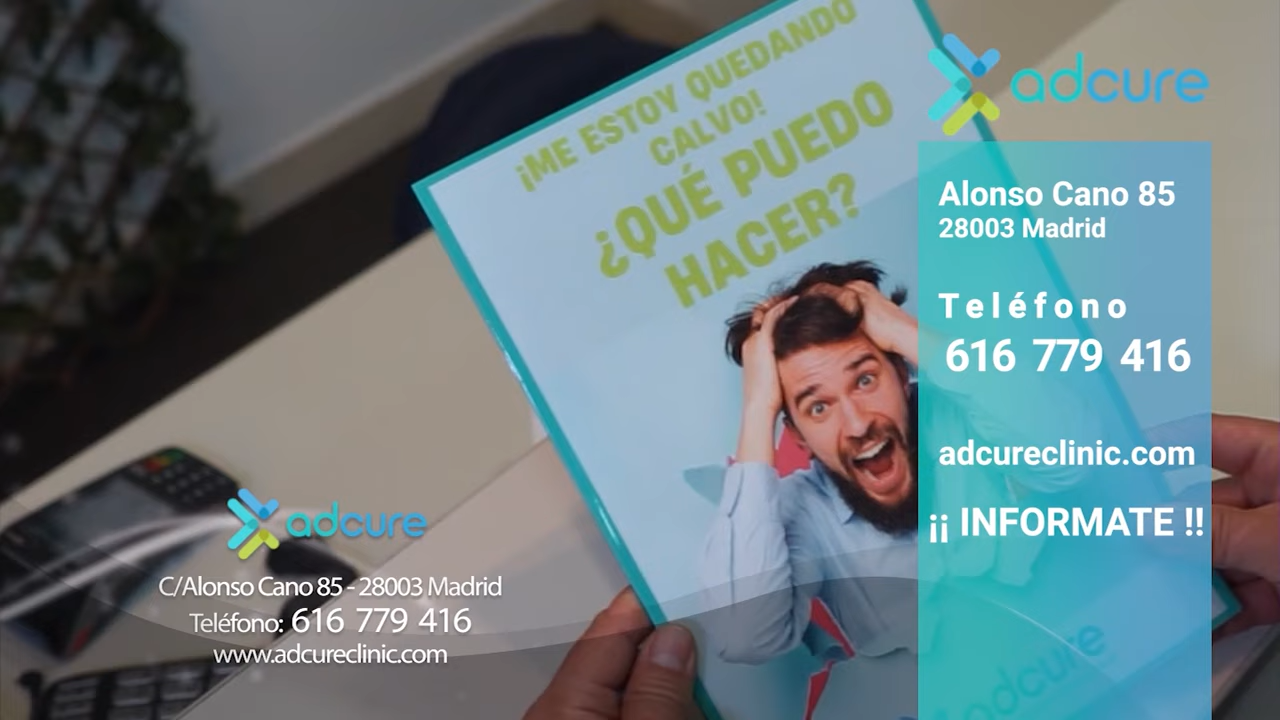 ¡ME ESTOY QUEDANDO
CALVO!
¿QUÉ PUEDO
HACER?
adcure
adcure
Alonso Cano 85
28003 Madrid
Teléfono
616 779 416
adcureclinic.com
¡¡ INFORMATE !!
adcure
C/Alonso Cano 85 - 28003 Madrid
Teléfono: 616 779 416
www.adcureclinic.com